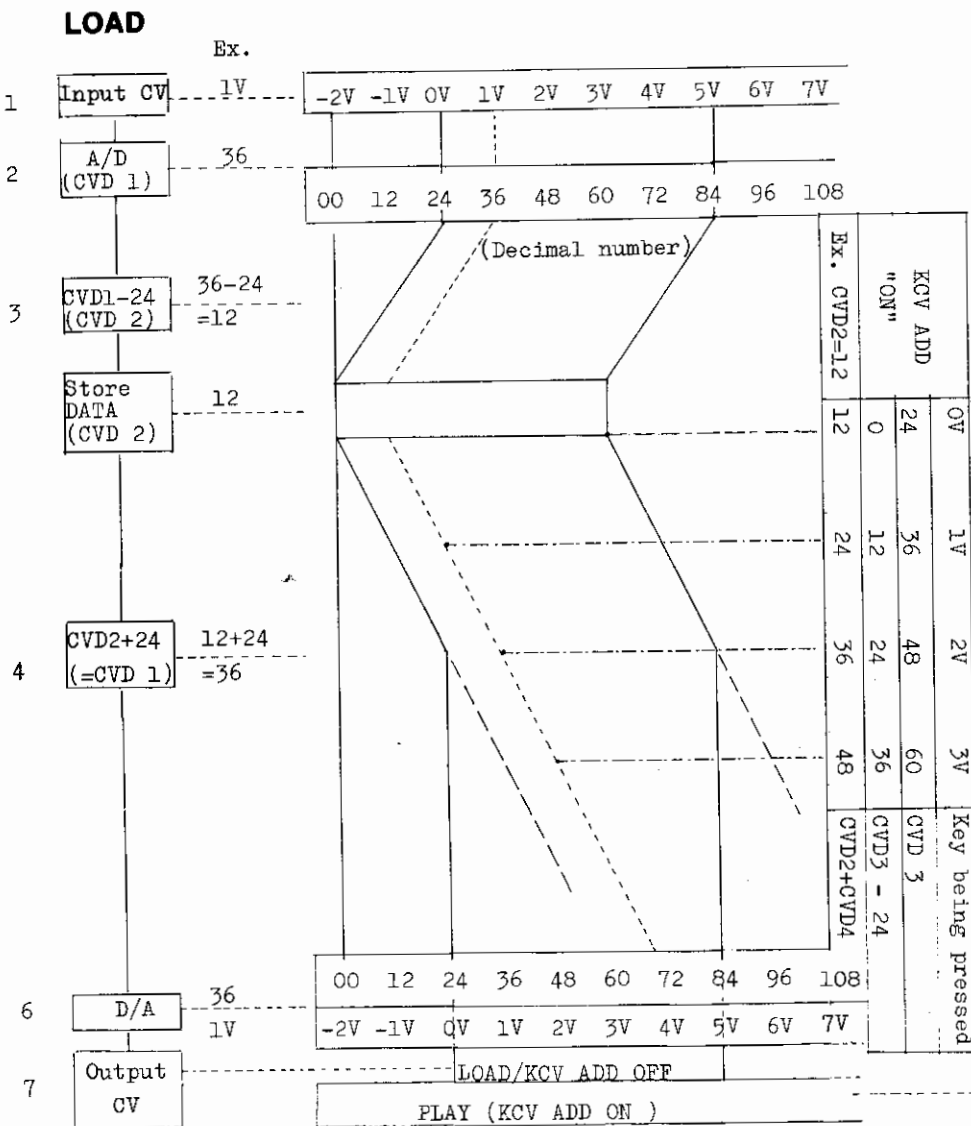 LOAD
Ex.
1 Input CV 1V -2V -1V 0V 1V 2V 3V 4V 5V 6V 7V
2 A/D (CVD 1) 36
00 12 24 36 48 60 72 84 96 108
(Decimal number)
3 CVD1-24 (CVD 2) 36-24 =12
Store DATA (CVD 2) 12
4 CVD2+24 (=CVD 1) 12+24 =36
0V 1V 2V 3V Key being pressed
KCV ADD "ON" 24 36 48 60 CVD 3
0 12 24 36 CVD3 - 24
Ex. CVD2=12 12 24 36 48 CVD2+CVD4
00 12 24 36 48 60 72 84 96 108
6 D/A 36 1V
-2V -1V 0V 1V 2V 3V 4V 5V 6V 7V
7 Output CV
LOAD/KCV ADD OFF
PLAY (KCV ADD ON )